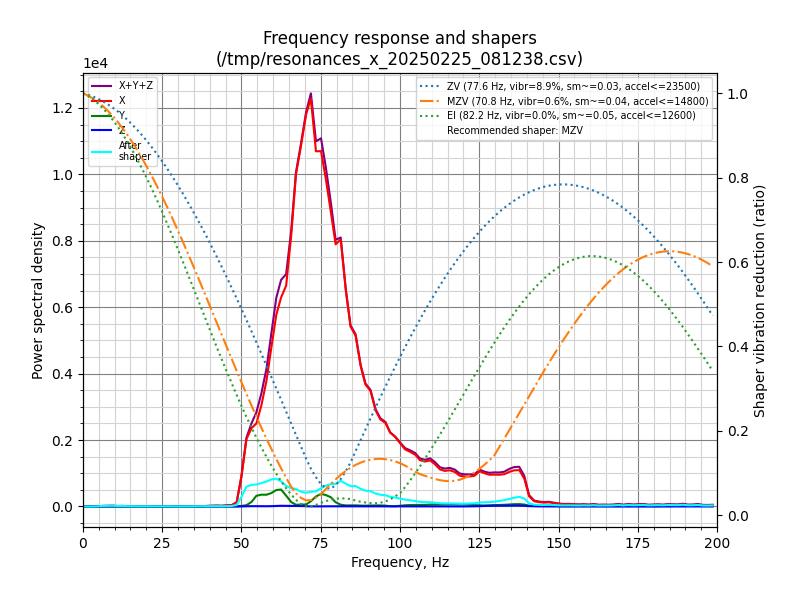 Frequency response and shapers
(/tmp/resonances_x_20250225_081238.csv)
1e4
X+Y+Z
X
Y
Z
After
shaper
ZV (77.6 Hz, vibr=8.9%, sm~=0.03, accel<=23500)
MZV (70.8 Hz, vibr=0.6%, sm~=0.04, accel<=14800)
EI (82.2 Hz, vibr=0.0%, sm~=0.05, accel<=12600)
Recommended shaper: MZV
Power spectral density
1.2
1.0
0.8
0.6
0.4
0.2
0.0
1.0
0.8
0.6
0.4
0.2
0.0
Shaper vibration reduction (ratio)
0 25 50 75 100 125 150 175 200
Frequency, Hz